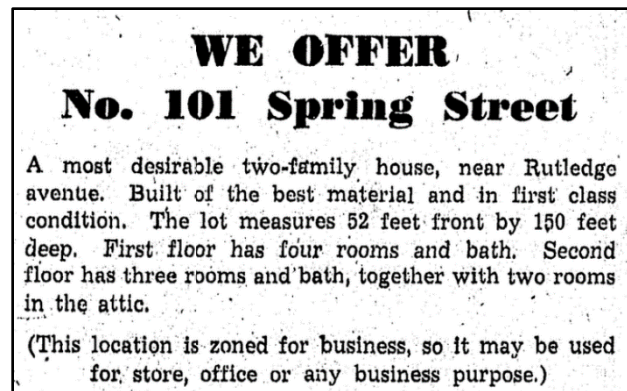 WE OFFER
No. 101 Spring Street
A most desirable two-family house, near Rutledge
avenue. Built of the best material and in first class
condition. The lot measures 52 feet front by 150 feet
deep. First floor has four rooms and bath. Second
floor has three rooms and bath, together with two rooms
in the attic.
(This location is zoned for business, so it may be used
for store, office or any business purpose.)